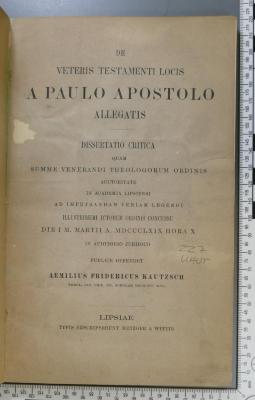 DE
VETERIS TESTAMENTI LOCIS
A PAULO APOSTOLO
ALLEGATIS
DISSERTATIO CRITICA
QUAM
SUMME VENERANDI THEOLOGORUM ORDINIS
AUCTORITATE
IN ACADEMIA LIPSIENSI
AD IMPETRANDAM VENIAM LEGENDI
ILLUSTRISSIMI ICTORUM ORDINIS CONCESSU
DIE I M. MARTII A. MDCCCLXIX HORA X
IN AUDITORIO JURIDICO
PUBLICE DEFENDET
AEMILIUS FRIDERICUS KAUTZSCH
LIPSIAE
TYPIS DESCRIPSERUNT METZGER & WITTIG